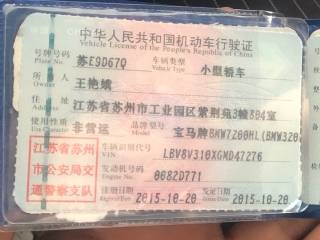 中华人民共和国机动车行驶证
Vehicle License of the People's Republic of China
号牌号码 苏E9D67Q 车辆类型 小型轿车
Plate No. Vehicle Type
所有人 王艳娥
Owner
住址 江苏省苏州市工业园区紫荆苑3幢804室
Address
使用性质 非营运 品牌型号 宝马牌BMW7200HL(BMW320
Use Character Model
江苏省苏州
市公安局交
通警察支队
车辆识别代号 LBV8V310XGMD47276
VIN
发动机号码 0682D771
Engine No.
注册日期 2015-10-20 发证日期 2015-10-20
Register Date Issue Date